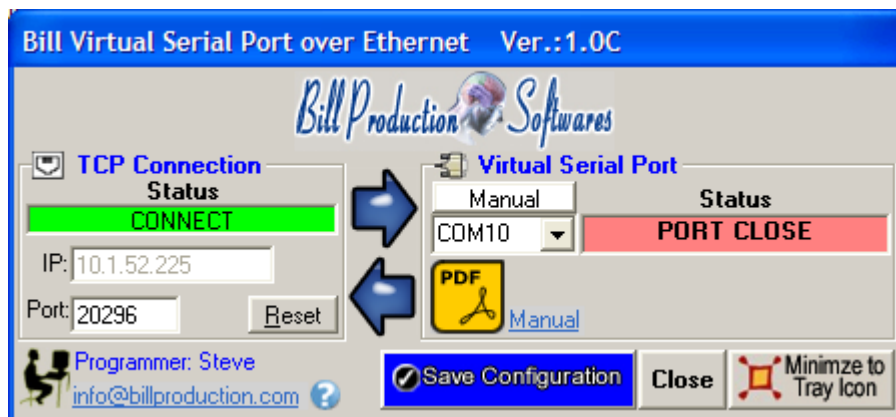 Bill Virtual Serial Port over Ethernet Ver.:1.0C
Bill Production Softwares
TCP Connection
Status
CONNECT
IP: 10.1.52.225
Port: 20296
Reset
Virtual Serial Port
Manual
Status
COM10
PORT CLOSE
PDF
Manual
Programmer: Steve
info@billproduction.com
?
Save Configuration
Close
Minimze to
Tray Icon